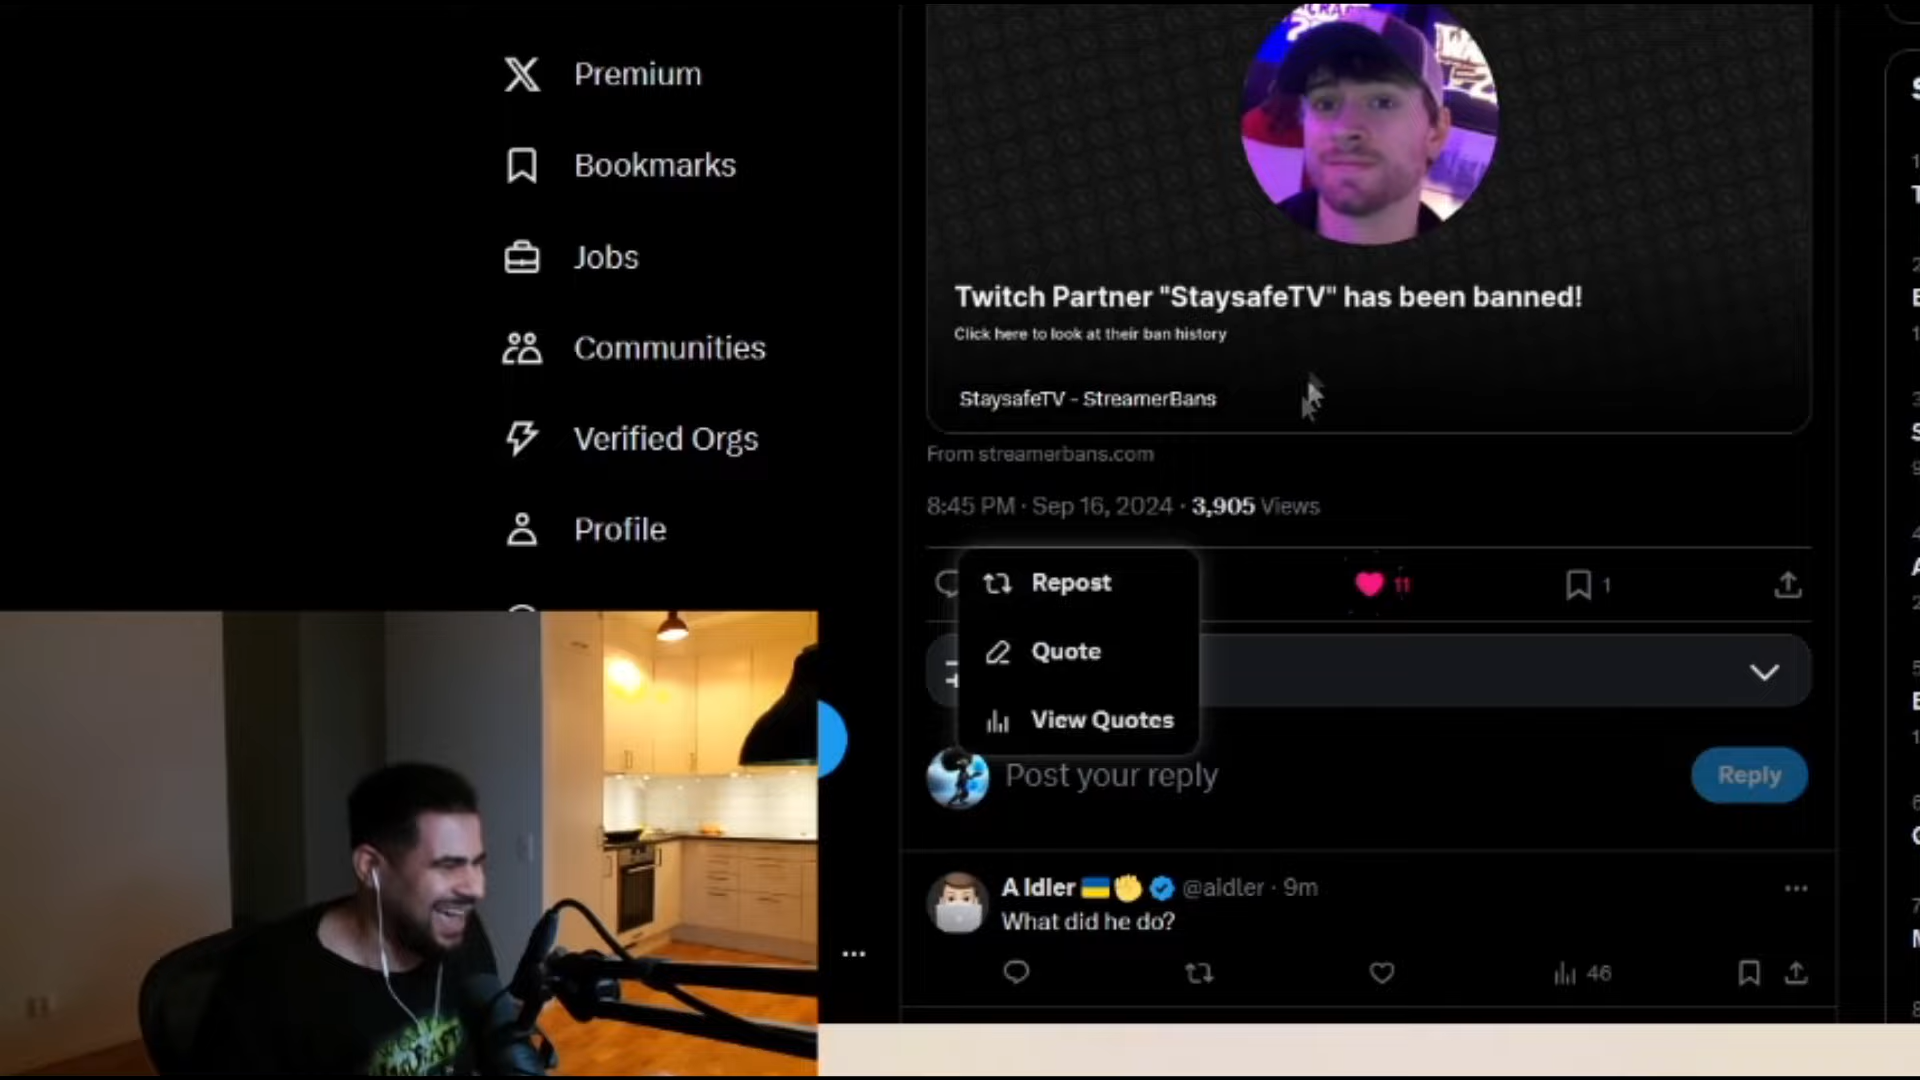 Premium
Bookmarks
Jobs
Communities
Verified Orgs
Profile
Twitch Partner "StaysafeTV" has been banned!
Click here to look at their ban history
StaysafeTV - StreamerBans
From streamerbans.com
8:45 PM · Sep 16, 2024 · 3,905 Views
Repost
11
1
Quote
View Quotes
Post your reply
Reply
A Idler @aidler · 9m
What did he do?
46